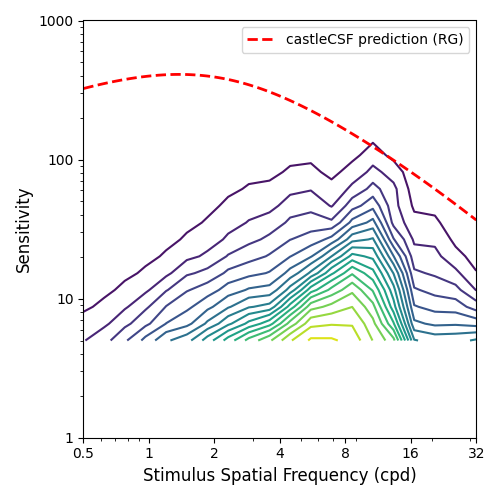 1000
castleCSF prediction (RG)
100
Sensitivity
10
1
0.5 1 2 4 8 16 32
Stimulus Spatial Frequency (cpd)